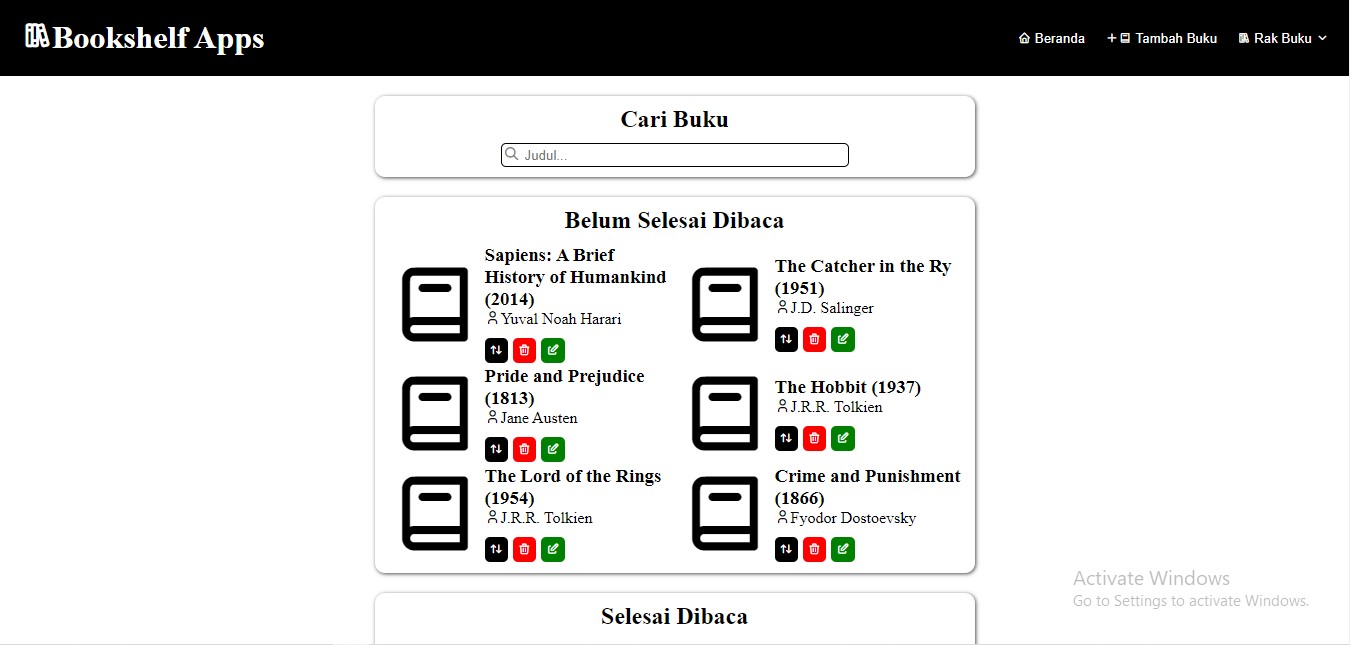 Bookshelf Apps
Beranda
Tambah Buku
Rak Buku
Cari Buku
Judul...
Belum Selesai Dibaca
Sapiens: A Brief
History of Humankind
(2014)
Yuval Noah Harari
The Catcher in the Ry
(1951)
J.D. Salinger
Pride and Prejudice
(1813)
Jane Austen
The Hobbit (1937)
J.R.R. Tolkien
The Lord of the Rings
(1954)
J.R.R. Tolkien
Crime and Punishment
(1866)
Fyodor Dostoevsky
Selesai Dibaca
Activate Windows
Go to Settings to activate Windows.